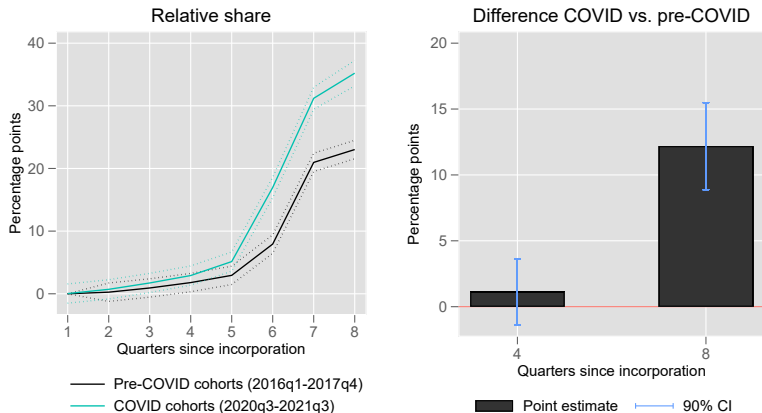 Relative share
Percentage points
40
30
20
10
0
1 2 3 4 5 6 7 8
Quarters since incorporation
Pre-COVID cohorts (2016q1-2017q4)
COVID cohorts (2020q3-2021q3)
Difference COVID vs. pre-COVID
Percentage points
20
15
10
5
0
4 8
Quarters since incorporation
Point estimate 90% CI